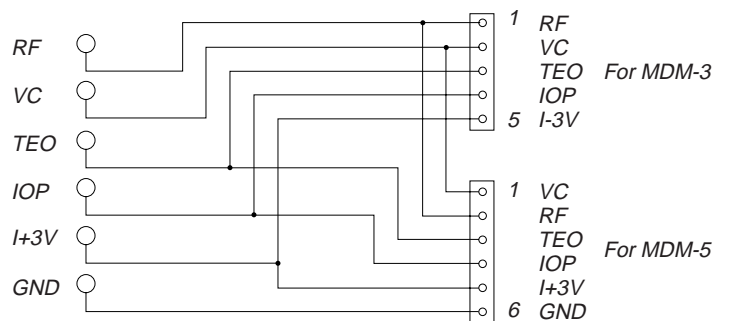 RF
VC
TEO
IOP
I+3V
GND
1 RF
VC
TEO For MDM-3
IOP
5 I-3V
1 VC
RF
TEO
For MDM-5
IOP
I+3V
6 GND